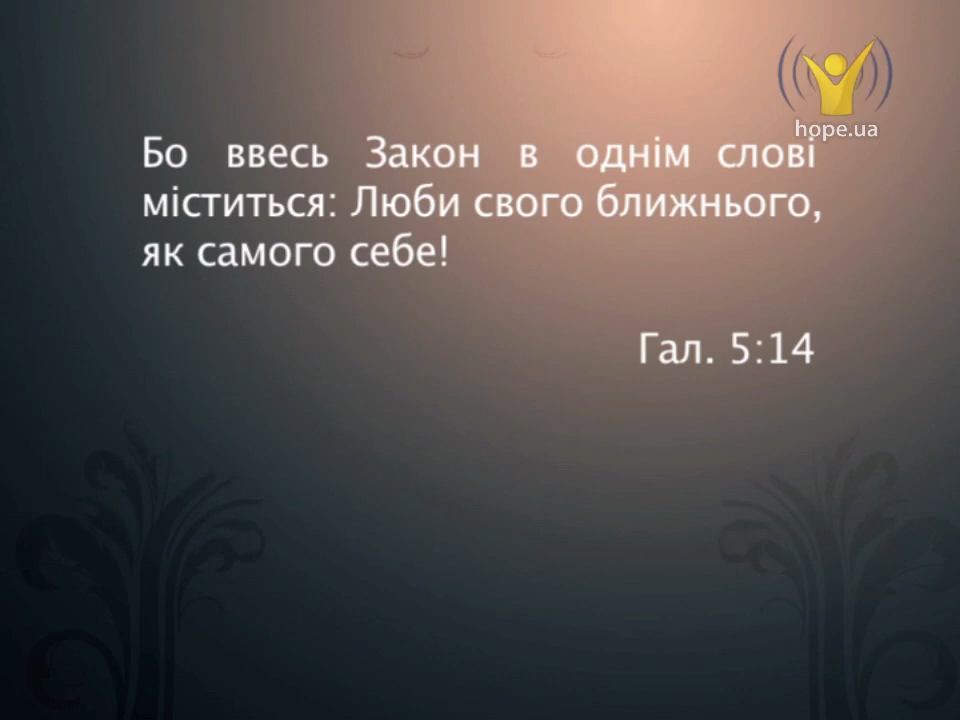 hope.ua
Бо ввесь Закон в однім слові
міститься: Люби свого ближнього,
як самого себе!
Гал. 5:14